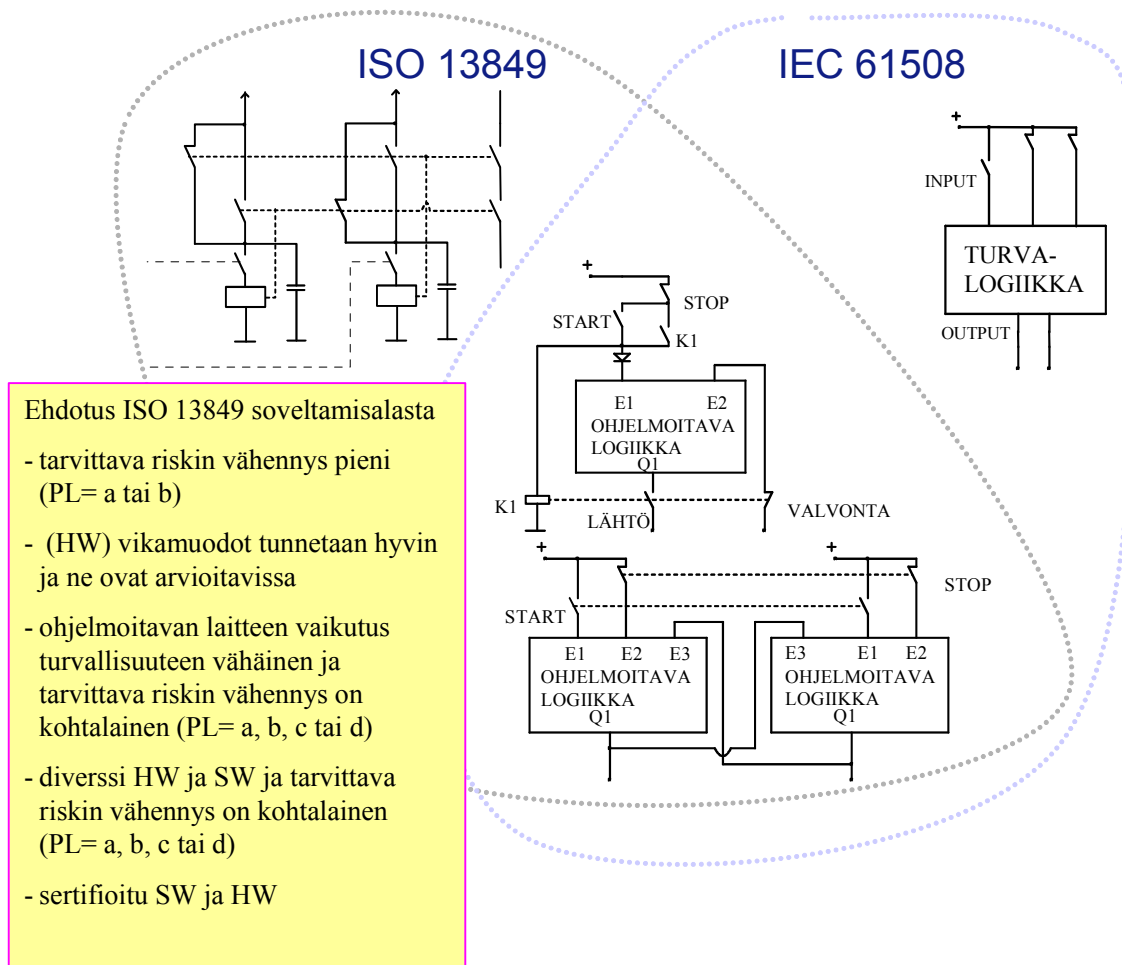 ISO 13849
IEC 61508
+
INPUT
TURVA-
LOGIIKKA
OUTPUT
+
STOP
START
K1
E1 E2
OHJELMOITAVA
LOGIIKKA
Q1
K1
LÄHTÖ
VALVONTA
+
+
STOP
START
E1 E2 E3
OHJELMOITAVA
LOGIIKKA
Q1
E3 E1 E2
OHJELMOITAVA
LOGIIKKA
Q1
Ehdotus ISO 13849 soveltamisalasta
- tarvittava riskin vähennys pieni
(PL= a tai b)
- (HW) vikamuodot tunnetaan hyvin
ja ne ovat arvioitavissa
- ohjelmoitavan laitteen vaikutus
turvallisuuteen vähäinen ja
tarvittava riskin vähennys on
kohtalainen (PL= a, b, c tai d)
- diverssi HW ja SW ja tarvittava
riskin vähennys on kohtalainen
(PL= a, b, c tai d)
- sertifioitu SW ja HW